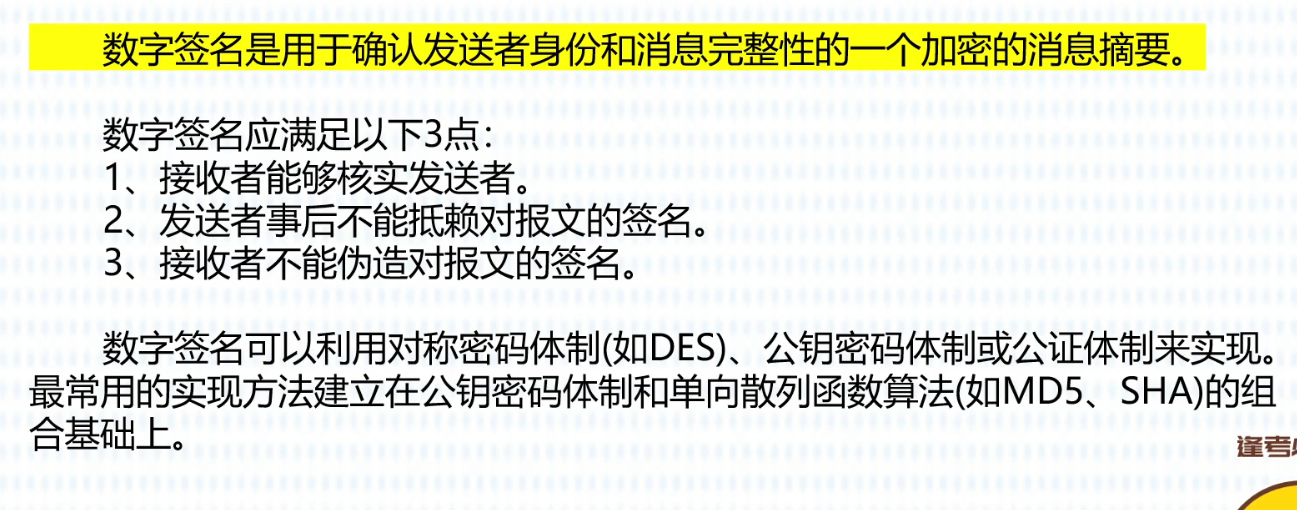 数字签名是用于确认发送者身份和消息完整性的一个加密的消息摘要。
数字签名应满足以下3点：
1、接收者能够核实发送者。
2、发送者事后不能抵赖对报文的签名。
3、接收者不能伪造对报文的签名。
数字签名可以利用对称密码体制(如DES)、公钥密码体制或公证体制来实现。
最常用的实现方法建立在公钥密码体制和单向散列函数算法(如MD5、SHA)的组
合基础上。
逢考